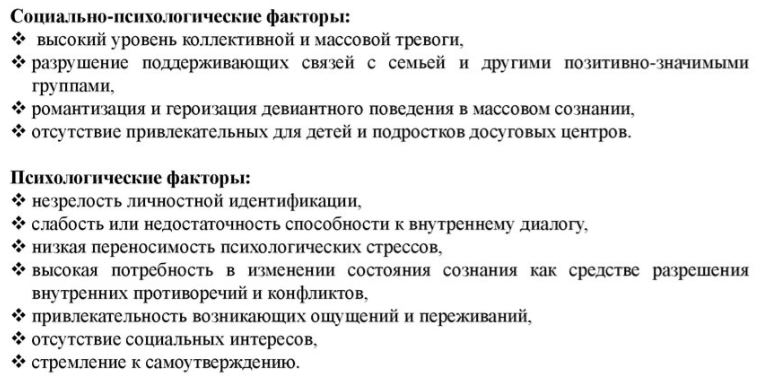 Социально-психологические факторы:
❖ высокий уровень коллективной и массовой тревоги,
❖ разрушение поддерживающих связей с семьей и другими позитивно-значимыми
группами,
❖ романтизация и героизация девиантного поведения в массовом сознании,
❖ отсутствие привлекательных для детей и подростков досуговых центров.
Психологические факторы:
❖ незрелость личностной идентификации,
❖ слабость или недостаточность способности к внутреннему диалогу,
❖ низкая переносимость психологических стрессов,
❖ высокая потребность в изменении состояния сознания как средстве разрешения
внутренних противоречий и конфликтов,
❖ привлекательность возникающих ощущений и переживаний,
❖ отсутствие социальных интересов,
❖ стремление к самоутверждению.